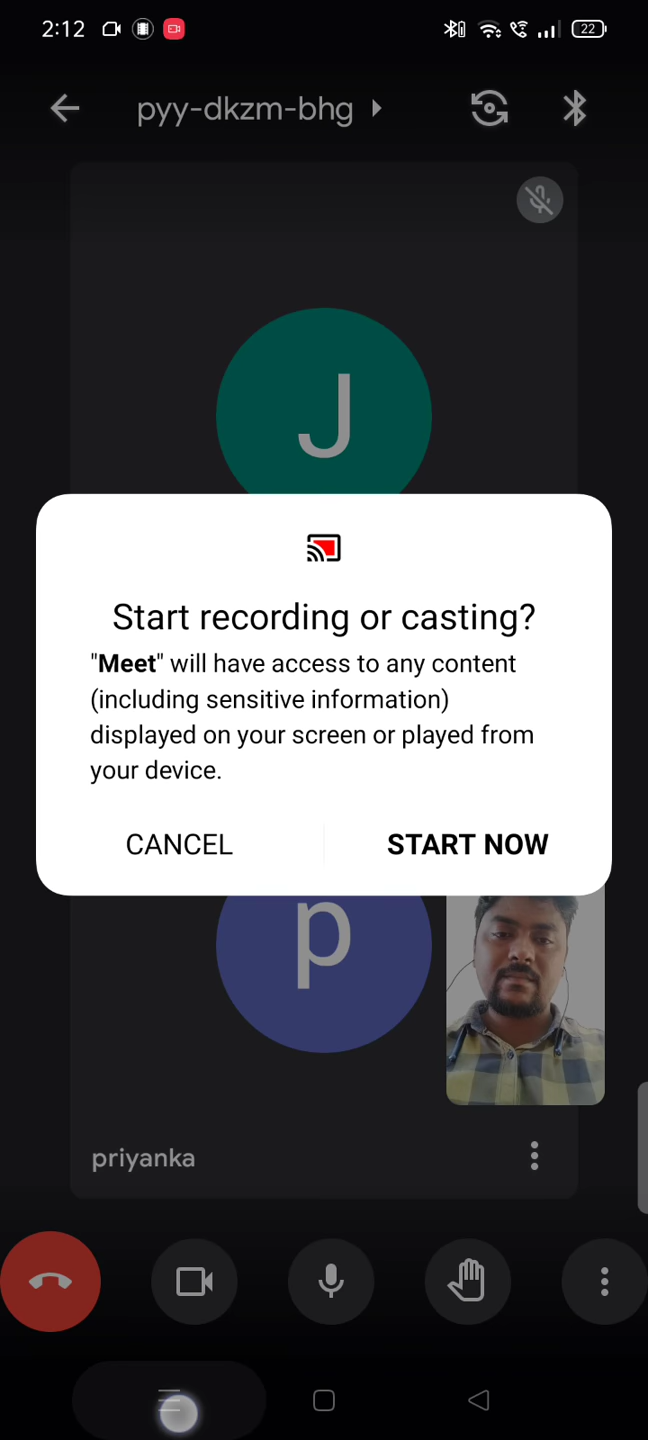 2:12
22
pyy-dkzm-bhg
J
Start recording or casting?
"Meet" will have access to any content
(including sensitive information)
displayed on your screen or played from
your device.
CANCEL
START NOW
p
priyanka